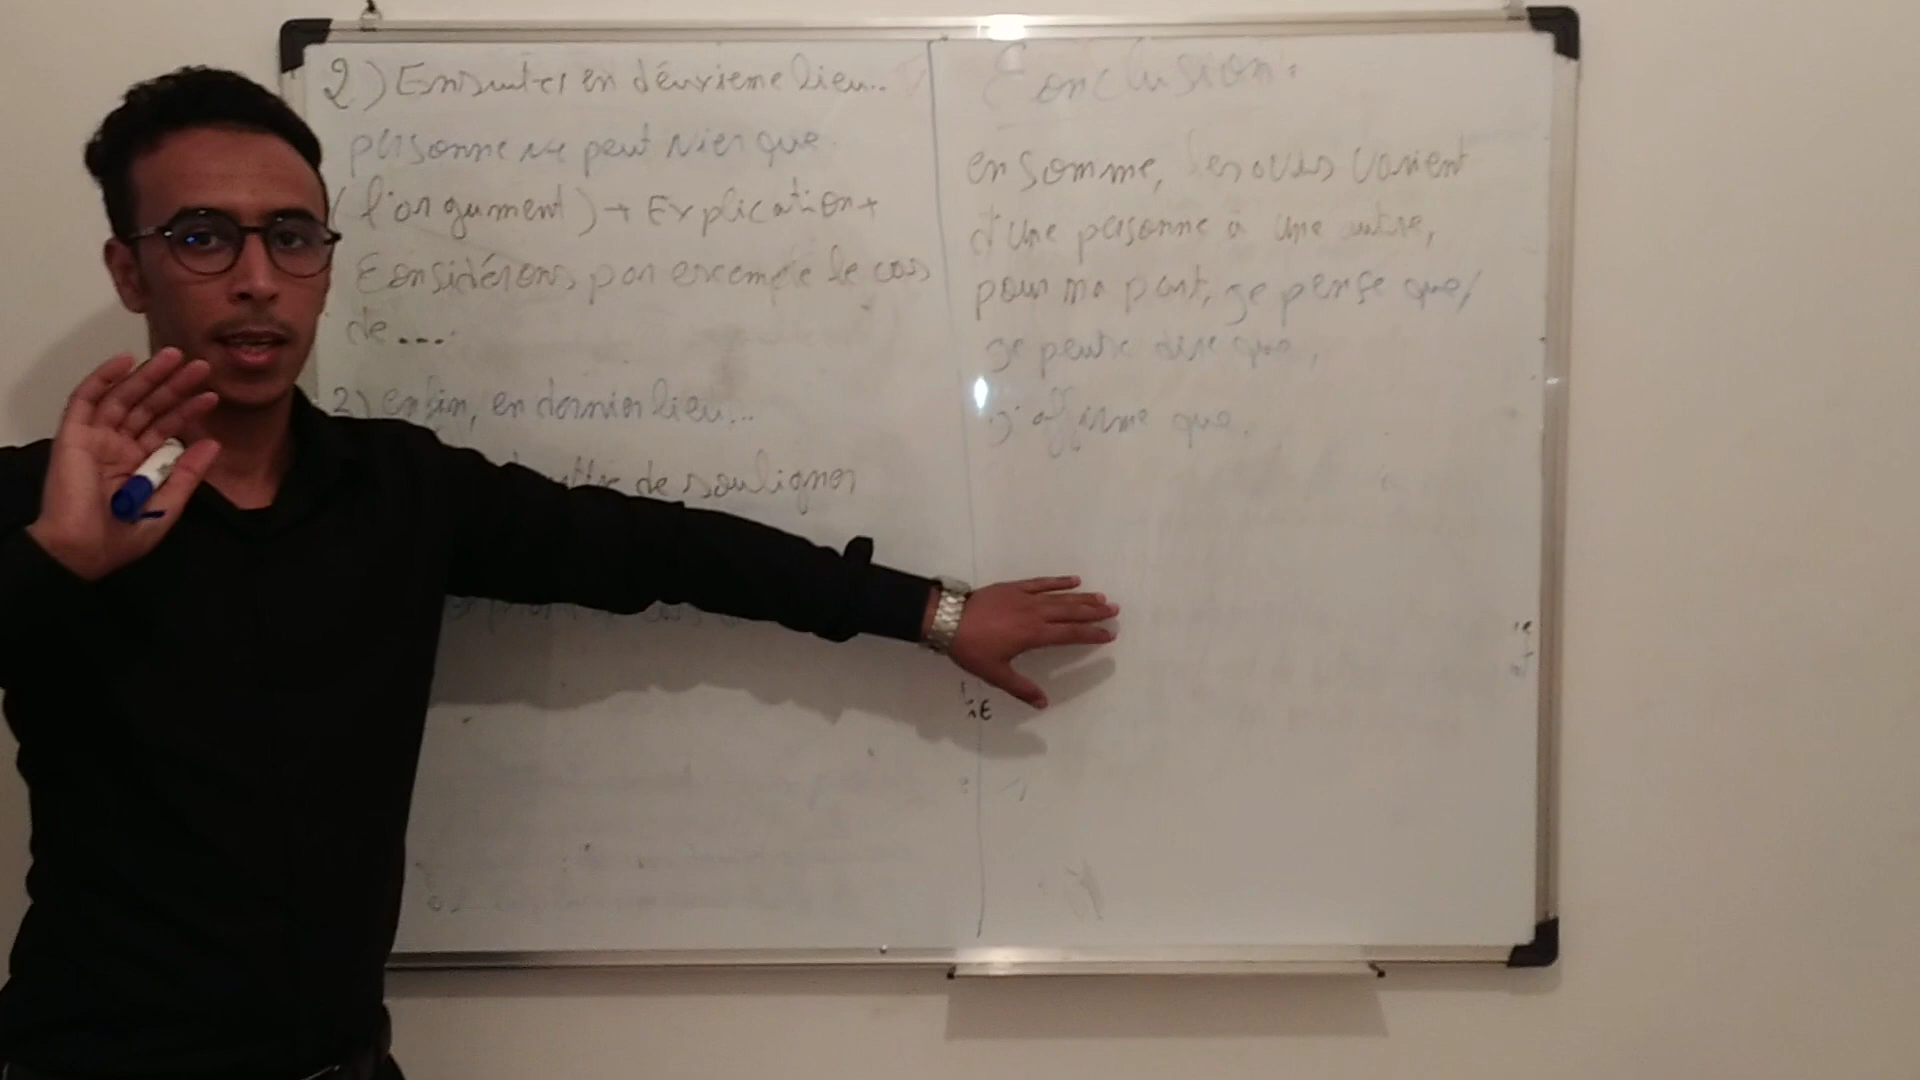 2) Ensuite, en deuxième lieu...
personne ne peut nier que
(l'argument) + Explication +
Considérons, par exemple le cas
de ....
2) enfin, en dernier lieu...
de souligner
Conclusion:
en somme, les avis varient
d'une personne à une autre,
pour ma part, je pense que/
je peux dire que,
j'affirme que.